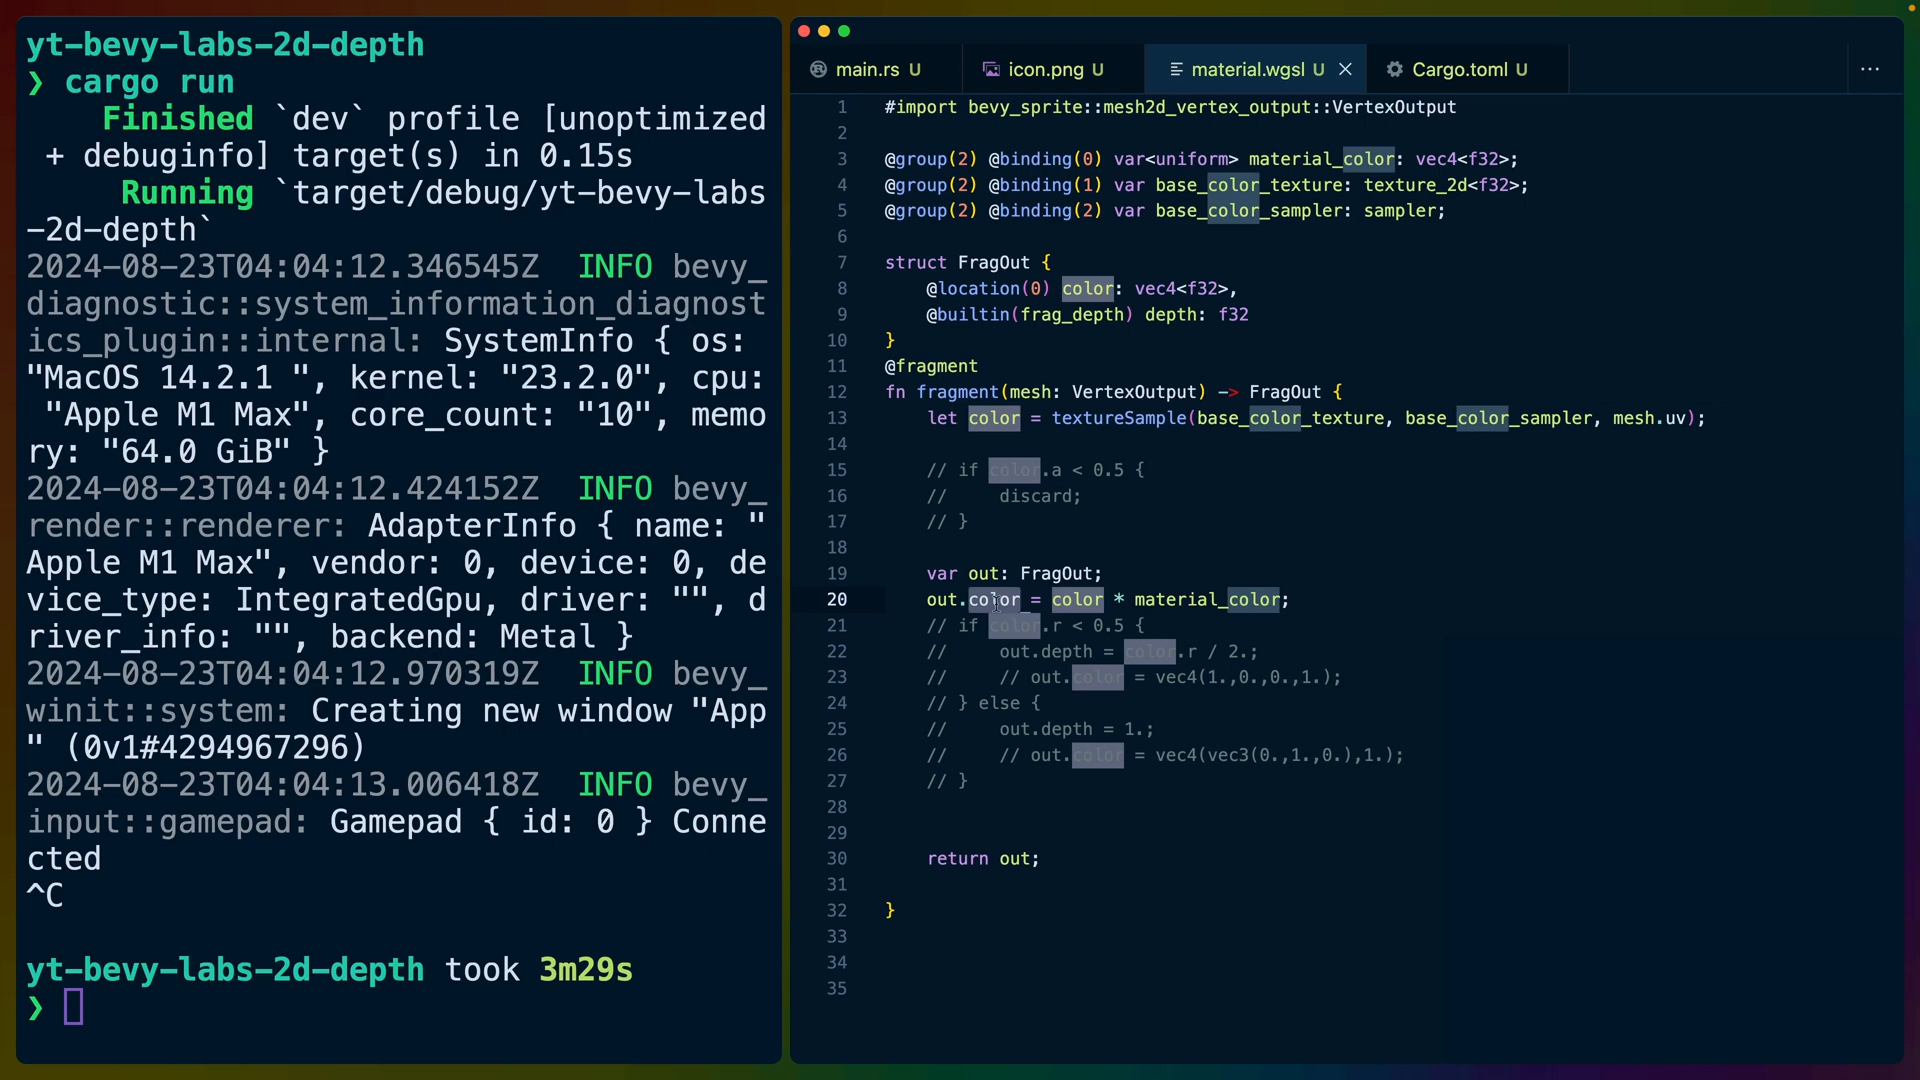 yt-bevy-labs-2d-depth
❯ cargo run
Finished `dev` profile [unoptimized
+ debuginfo] target(s) in 0.15s
Running `target/debug/yt-bevy-labs
-2d-depth`
2024-08-23T04:04:12.346545Z  INFO bevy_
diagnostic::system_information_diagnost
ics_plugin::internal: SystemInfo { os:
"MacOS 14.2.1 ", kernel: "23.2.0", cpu:
"Apple M1 Max", core_count: "10", memo
ry: "64.0 GiB" }
2024-08-23T04:04:12.424152Z  INFO bevy_
render::renderer: AdapterInfo { name: "
Apple M1 Max", vendor: 0, device: 0, de
vice_type: IntegratedGpu, driver: "", d
river_info: "", backend: Metal }
2024-08-23T04:04:12.970319Z  INFO bevy_
winit::system: Creating new window "App
" (0v1#4294967296)
2024-08-23T04:04:13.006418Z  INFO bevy_
input::gamepad: Gamepad { id: 0 } Conne
cted
^C
yt-bevy-labs-2d-depth took 3m29s
❯
main.rs U icon.png U material.wgsl U Cargo.toml U
1 #import bevy_sprite::mesh2d_vertex_output::VertexOutput
2
3 @group(2) @binding(0) var<uniform> material_color: vec4<f32>;
4 @group(2) @binding(1) var base_color_texture: texture_2d<f32>;
5 @group(2) @binding(2) var base_color_sampler: sampler;
6
7 struct FragOut {
8     @location(0) color: vec4<f32>,
9     @builtin(frag_depth) depth: f32
10 }
11 @fragment
12 fn fragment(mesh: VertexOutput) -> FragOut {
13     let color = textureSample(base_color_texture, base_color_sampler, mesh.uv);
14
15     // if color.a < 0.5 {
16     //     discard;
17     // }
18
19     var out: FragOut;
20     out.color = color * material_color;
21     // if color.r < 0.5 {
22     //     out.depth = color.r / 2.;
23     //     // out.color = vec4(1.,0.,0.,1.);
24     // } else {
25     //     out.depth = 1.;
26     //     // out.color = vec4(vec3(0.,1.,0.),1.);
27     // }
28
29
30     return out;
31
32 }
33
34
35